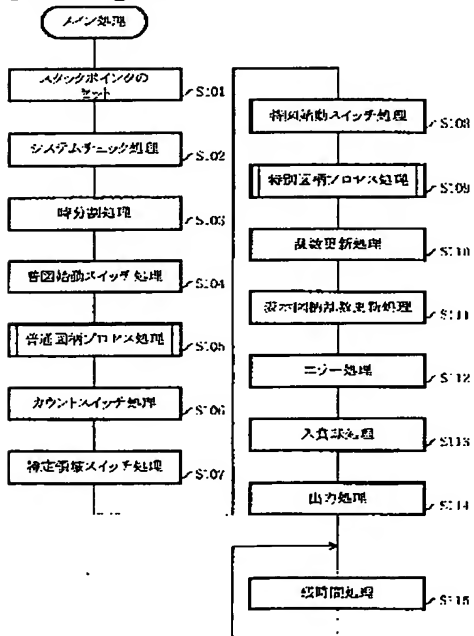 メイン処理
スタックポインタの
セット
S101
システムチェック処理
S102
時分割処理
S103
普図始動スイッチ処理
S104
普通図柄プロセス処理
S105
カウントスイッチ処理
S106
特定領域スイッチ処理
S107
特図始動スイッチ処理
S108
特別図柄プロセス処理
S109
乱数更新処理
S110
表示図柄乱数更新処理
S111
エラー処理
S112
入賞球処理
S113
出力処理
S114
残時間処理
S115